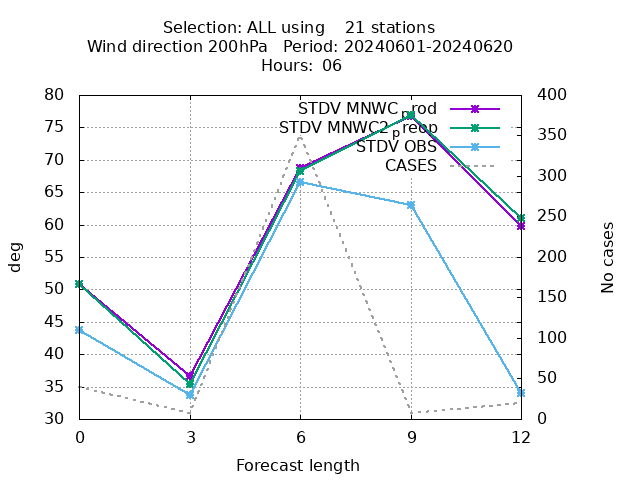 Selection: ALL using 21 stations
Wind direction 200hPa Period: 20240601-20240620
Hours: 06
80
75
70
65
60
55
50
45
40
35
30
deg
STDV MNWC_prod
STDV MNWC2_preop
STDV OBS
CASES
400
350
300
250
200
150
100
50
0
No cases
0 3 6 9 12
Forecast length